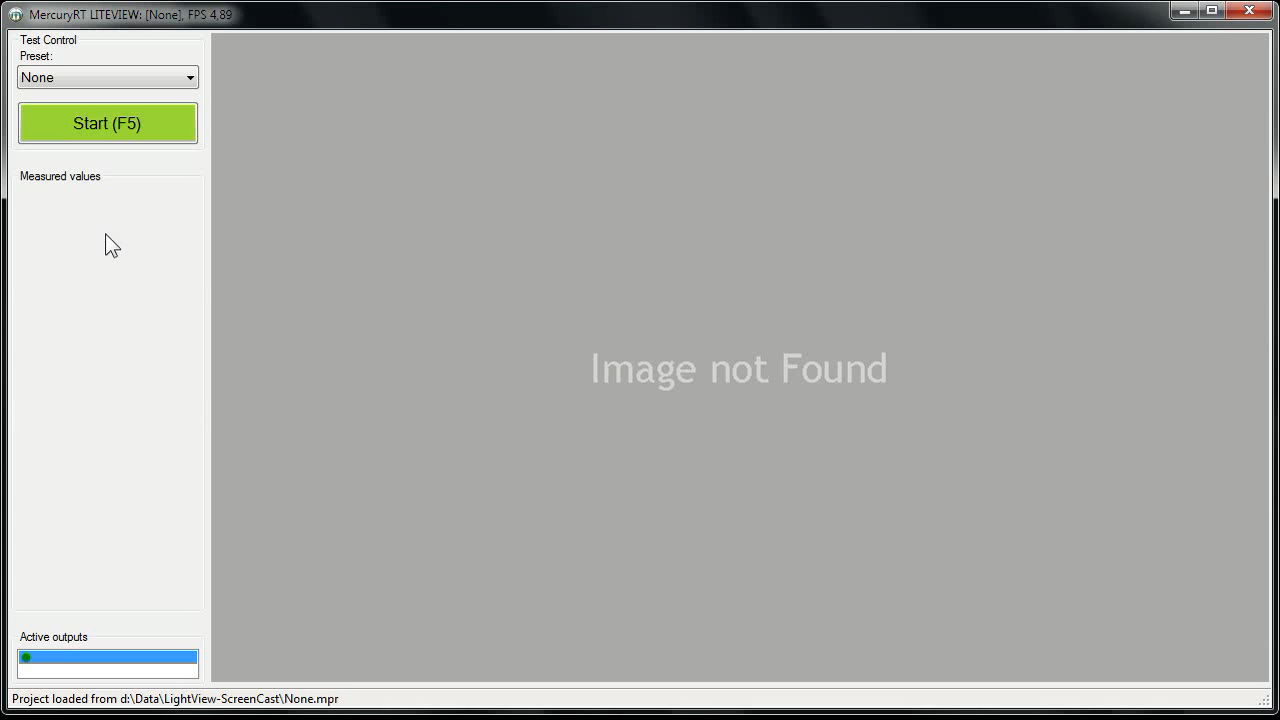 MercuryRT LITEVIEW: [None], FPS 4,89
Test Control
Preset:
None
Start (F5)
Measured values
Image not Found
Active outputs
Project loaded from d:\Data\LightView-ScreenCast\None.mpr